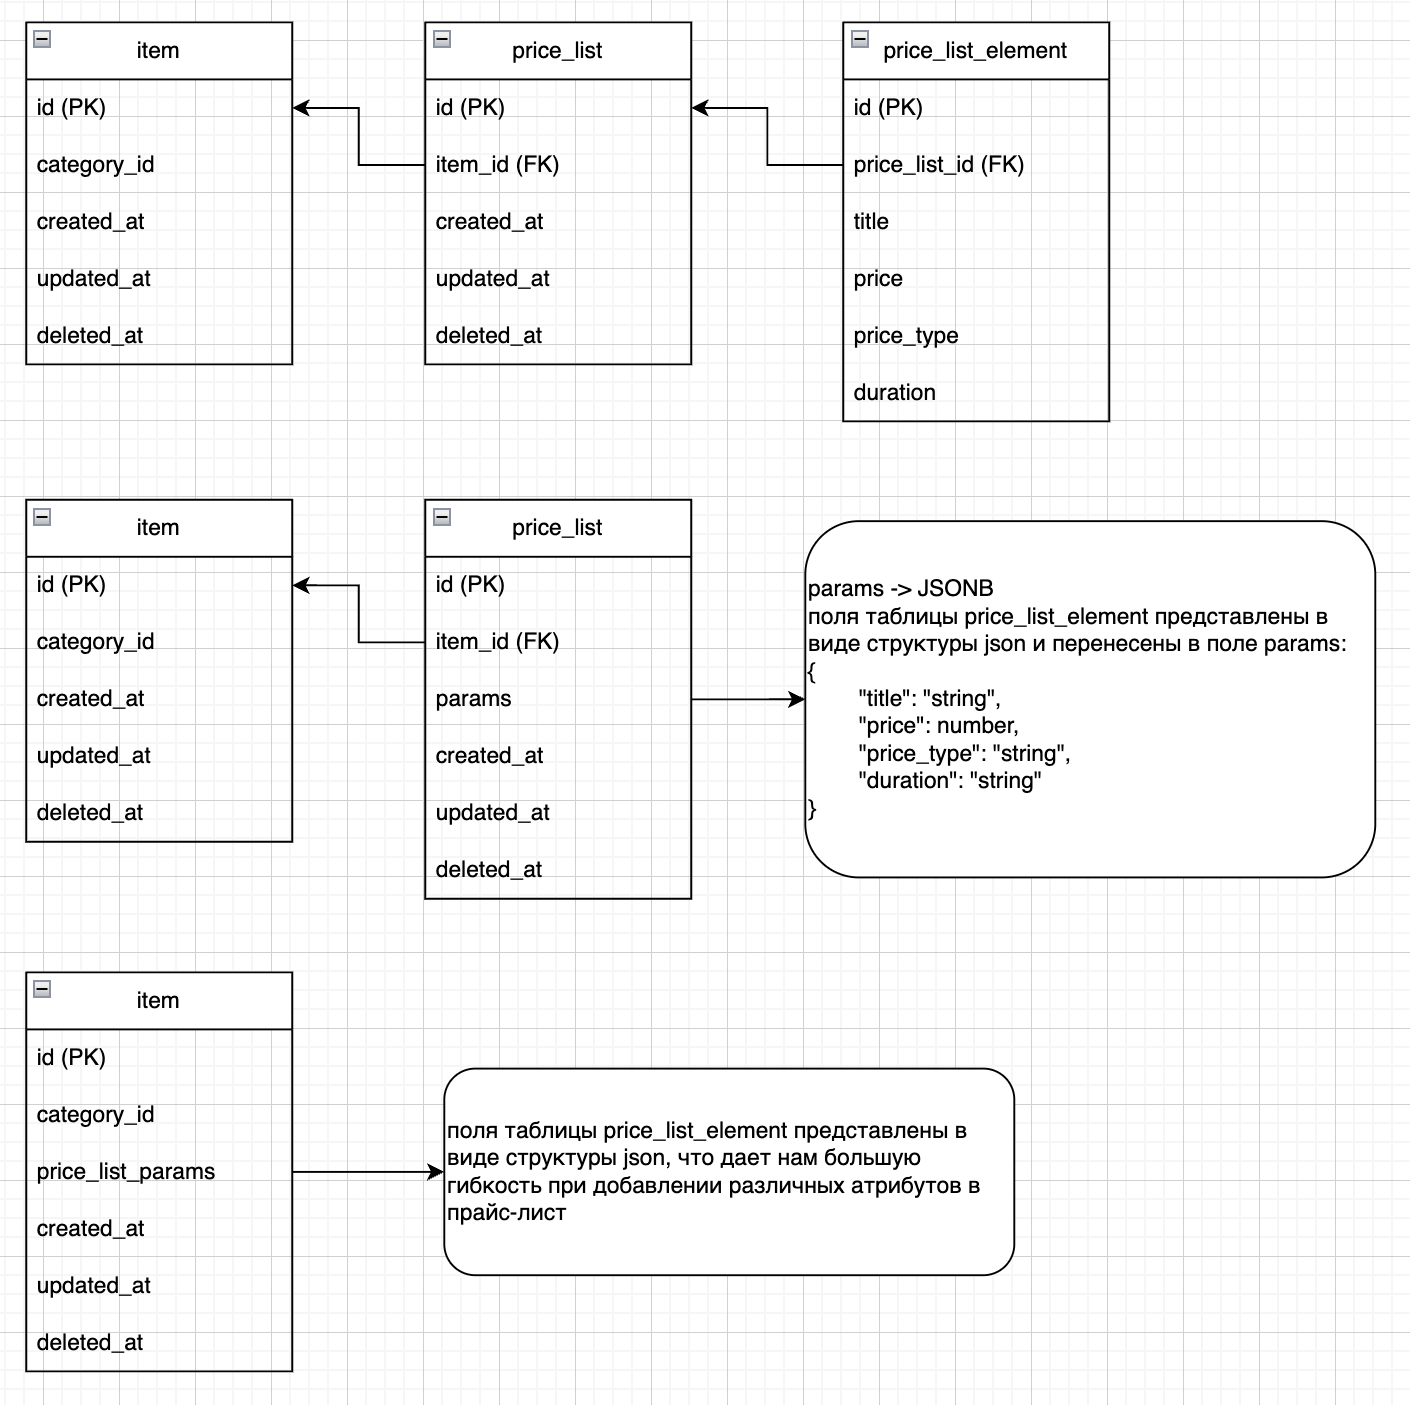 item
id (PK)
category_id
created_at
updated_at
deleted_at
price_list
id (PK)
item_id (FK)
created_at
updated_at
deleted_at
price_list_element
id (PK)
price_list_id (FK)
title
price
price_type
duration
item
id (PK)
category_id
created_at
updated_at
deleted_at
price_list
id (PK)
item_id (FK)
params
created_at
updated_at
deleted_at
params -> JSONB
поля таблицы price_list_element представлены в
виде структуры json и перенесены в поле params:
{
"title": "string",
"price": number,
"price_type": "string",
"duration": "string"
}
item
id (PK)
category_id
price_list_params
created_at
updated_at
deleted_at
поля таблицы price_list_element представлены в
виде структуры json, что дает нам большую
гибкость при добавлении различных атрибутов в
прайс-лист